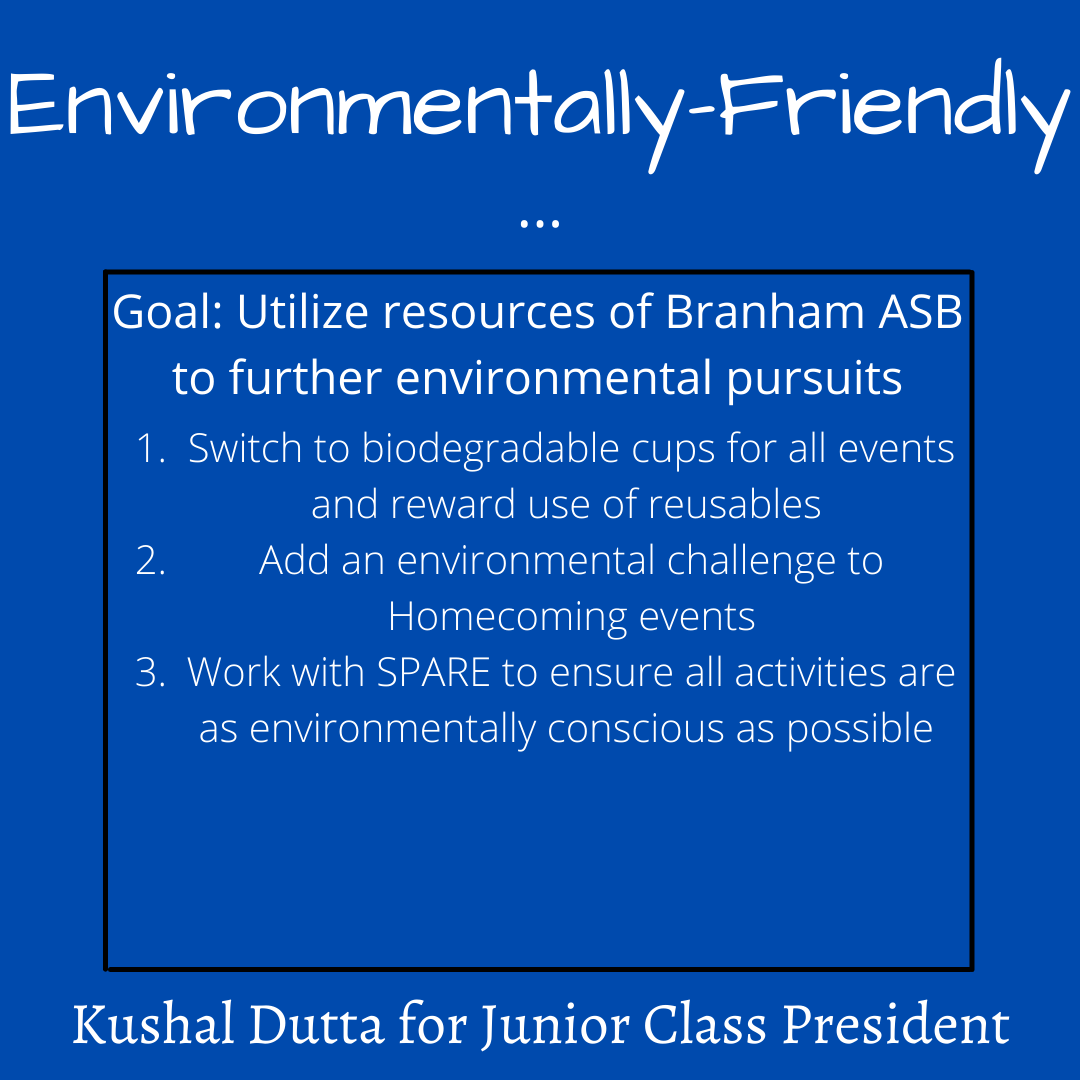 Environmentally-Friendly
...
Goal: Utilize resources of Branham ASB
to further environmental pursuits
1. Switch to biodegradable cups for all events
and reward use of reusables
2. Add an environmental challenge to
Homecoming events
3. Work with SPARE to ensure all activities are
as environmentally conscious as possible
Kushal Dutta for Junior Class President